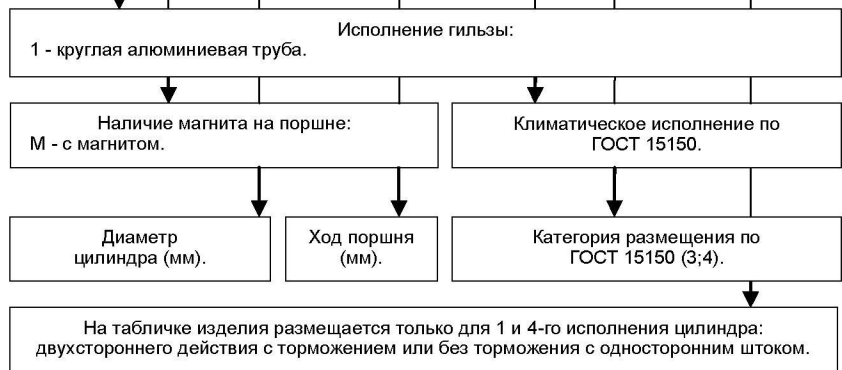 Исполнение гильзы:
1 - круглая алюминиевая труба.
Наличие магнита на поршне:
М - с магнитом.
Климатическое исполнение по
ГОСТ 15150.
Диаметр
цилиндра (мм).
Ход поршня
(мм).
Категория размещения по
ГОСТ 15150 (3;4).
На табличке изделия размещается только для 1 и 4-го исполнения цилиндра:
двухстороннего действия с торможением или без торможения с односторонним штоком.